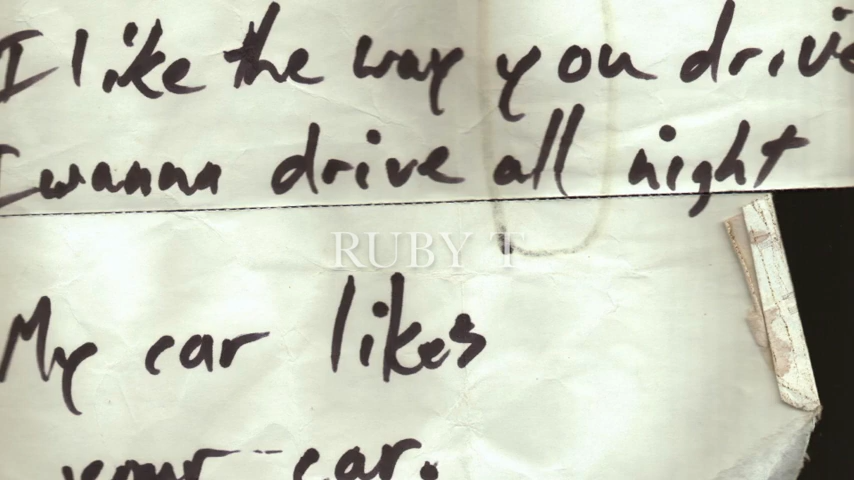 I like the way you drive
I wanna drive all night
RUBY T
My car likes
your car.